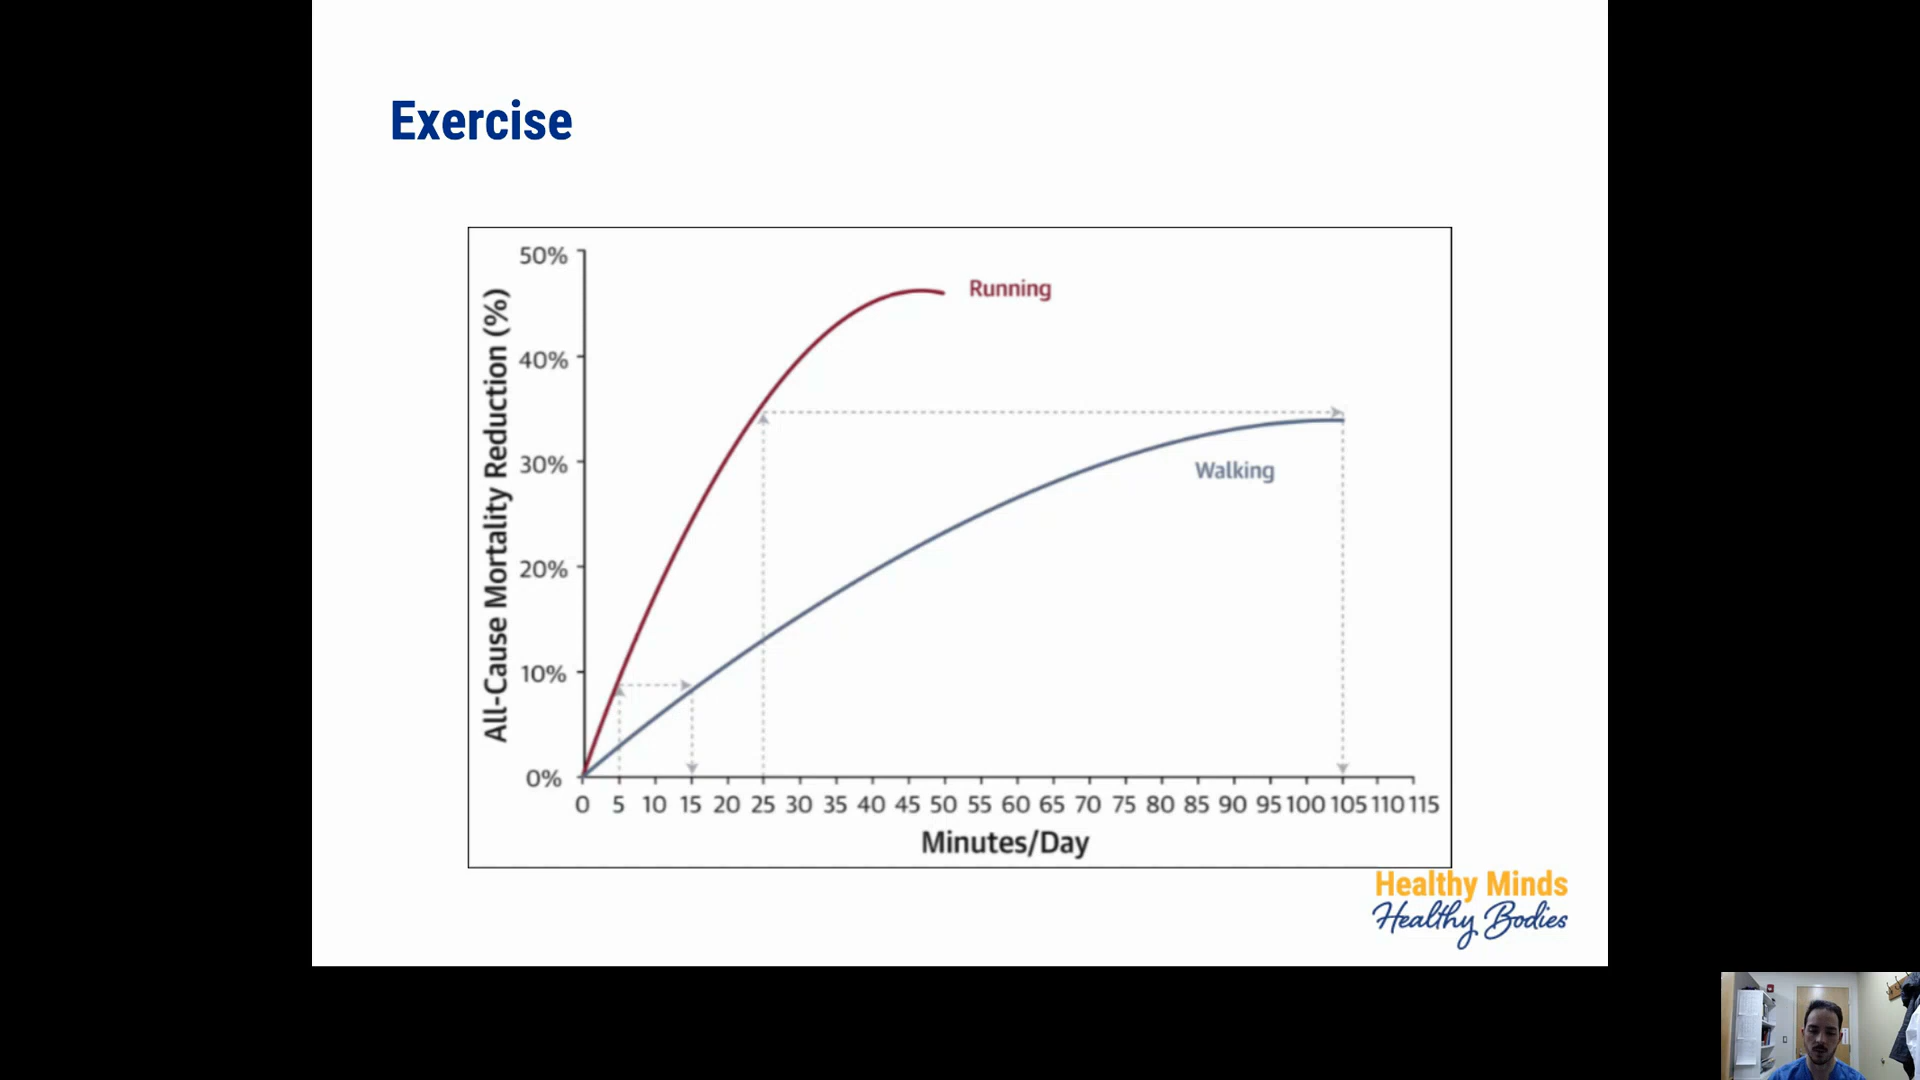 Exercise
All-Cause Mortality Reduction (%)
50%
40%
30%
20%
10%
0%
Running
Walking
0 5 10 15 20 25 30 35 40 45 50 55 60 65 70 75 80 85 90 95 100 105 110 115
Minutes/Day
Healthy Minds
Healthy Bodies